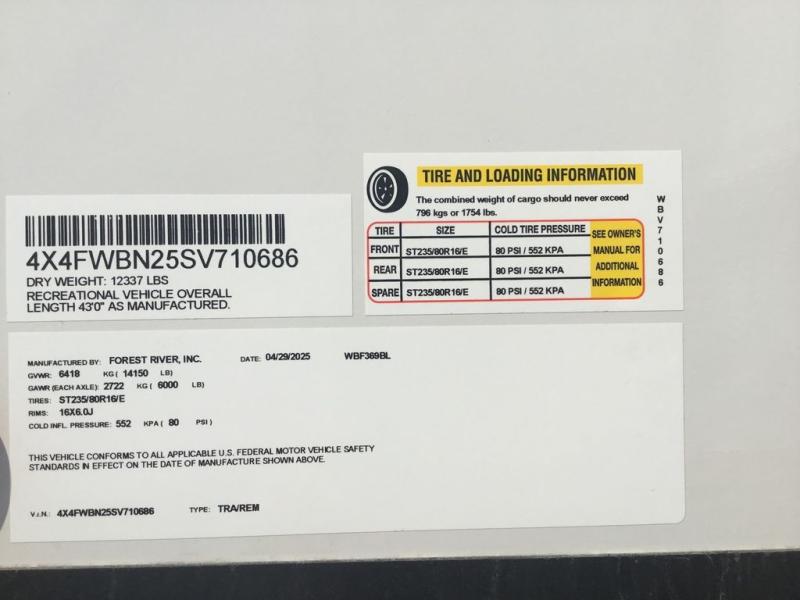 4X4FWBN25SV710686
DRY WEIGHT: 12337 LBS
RECREATIONAL VEHICLE OVERALL
LENGTH 43'0" AS MANUFACTURED.
TIRE AND LOADING INFORMATION
The combined weight of cargo should never exceed
796 kgs or 1754 lbs.
TIRE SIZE COLD TIRE PRESSURE
FRONT ST235/80R16/E 80 PSI / 552 KPA
REAR ST235/80R16/E 80 PSI / 552 KPA
SPARE ST235/80R16/E 80 PSI / 552 KPA
SEE OWNER'S
MANUAL FOR
ADDITIONAL
INFORMATION
WBV710686
MANUFACTURED BY: FOREST RIVER, INC. DATE: 04/29/2025 WBF369BL
GVWR: 6418 KG ( 14150 LB)
GAWR (EACH AXLE): 2722 KG ( 6000 LB)
TIRES: ST235/80R16/E
RIMS: 16X6.0J
COLD INFL. PRESSURE: 552 KPA ( 80 PSI )
THIS VEHICLE CONFORMS TO ALL APPLICABLE U.S. FEDERAL MOTOR VEHICLE SAFETY
STANDARDS IN EFFECT ON THE DATE OF MANUFACTURE SHOWN ABOVE.
V.I.N.: 4X4FWBN25SV710686 TYPE: TRA/REM